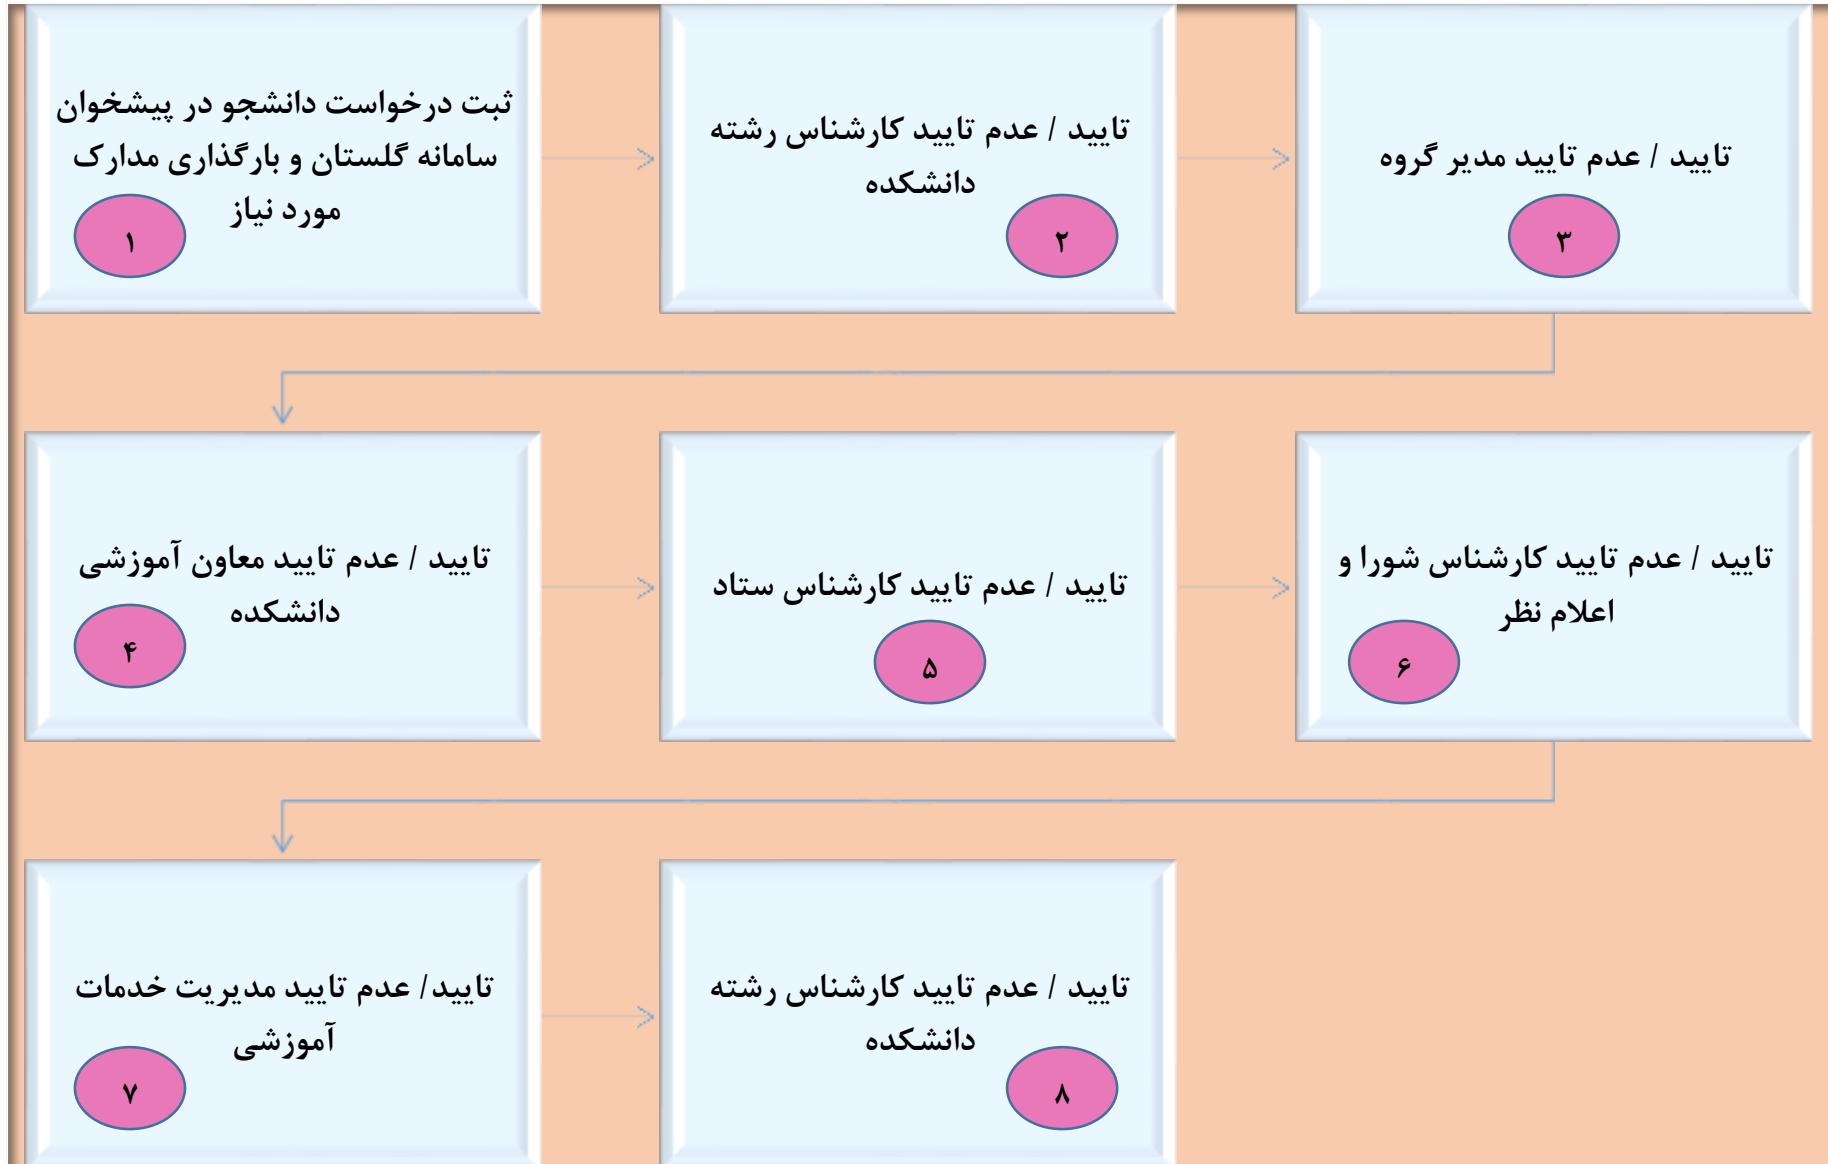 ثبت درخواست دانشجو در پیشخوان
سامانه گلستان و بارگذاری مدارک
مورد نیاز
۱
تایید / عدم تایید کارشناس رشته
دانشکده
۲
تایید / عدم تایید مدیر گروه
۳
تایید / عدم تایید معاون آموزشی
دانشکده
۴
تایید / عدم تایید کارشناس ستاد
۵
تایید / عدم تایید کارشناس شورا و
اعلام نظر
۶
تایید/ عدم تایید مدیریت خدمات
آموزشی
۷
تایید / عدم تایید کارشناس رشته
دانشکده
۸